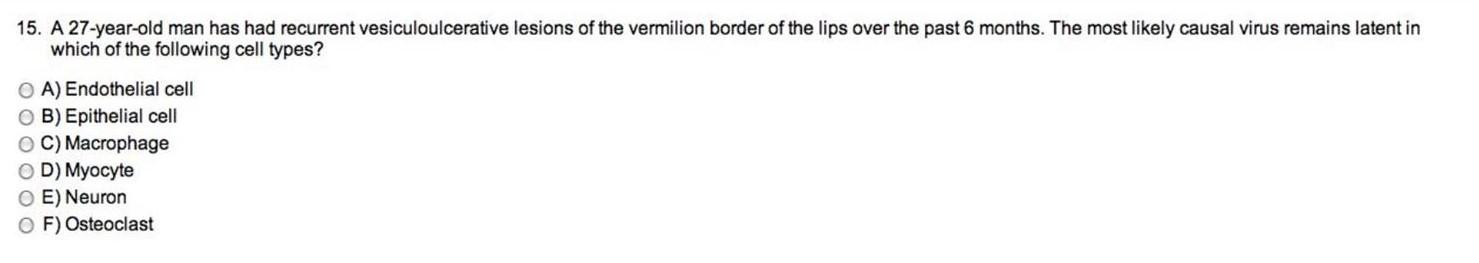 15. A 27-year-old man has had recurrent vesiculoulcerative lesions of the vermilion border of the lips over the past 6 months. The most likely causal virus remains latent in
which of the following cell types?
A) Endothelial cell
B) Epithelial cell
C) Macrophage
D) Myocyte
E) Neuron
F) Osteoclast